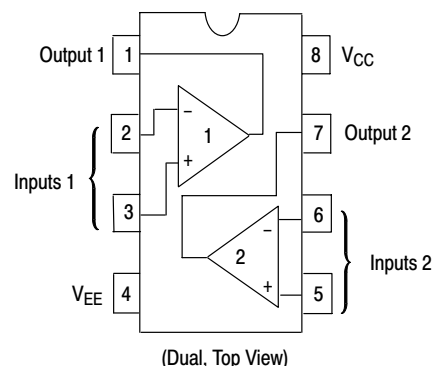 Output 1 1 8 VCC
2 − 1 7 Output 2
Inputs 1 +
3 − 6
2 Inputs 2
VEE 4 + 5
(Dual, Top View)